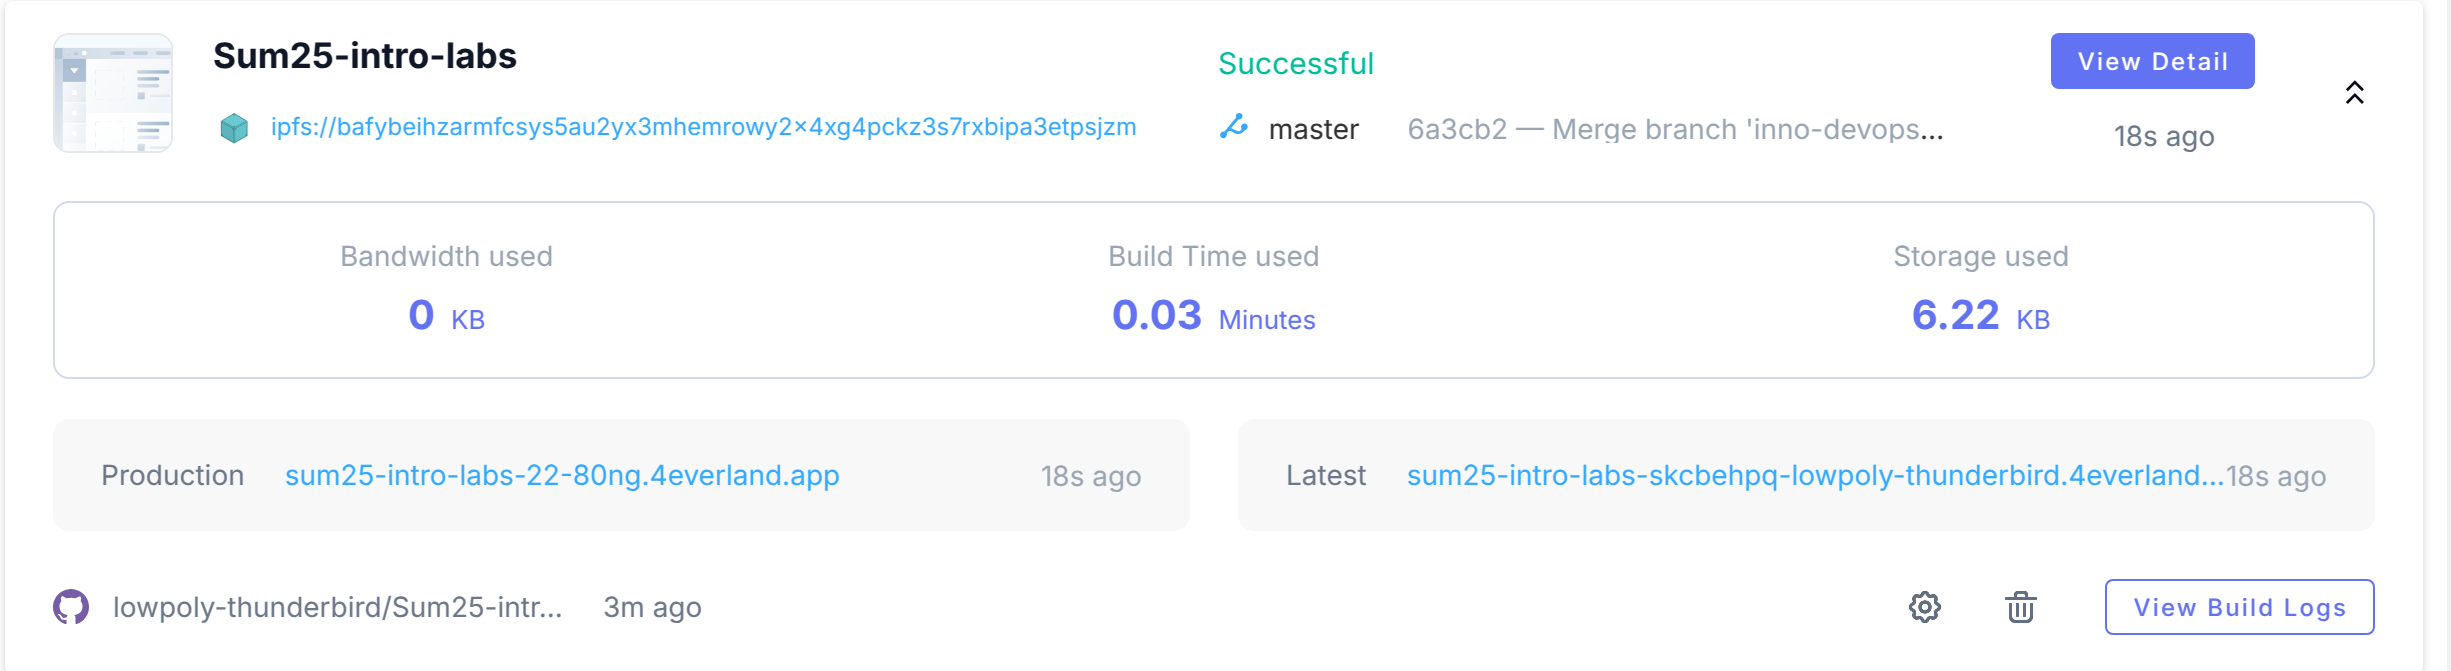 Sum25-intro-labs
ipfs://bafybeihzarmfcsys5au2yx3mhemrowy2x4xg4pckz3s7rxbipa3etpsjzm
Successful
master 6a3cb2 — Merge branch 'inno-devops...
View Detail
18s ago
Bandwidth used
0 KB
Build Time used
0.03 Minutes
Storage used
6.22 KB
Production sum25-intro-labs-22-80ng.4everland.app 18s ago
Latest sum25-intro-labs-skcbehpq-lowpoly-thunderbird.4everland... 18s ago
lowpoly-thunderbird/Sum25-intr... 3m ago
View Build Logs